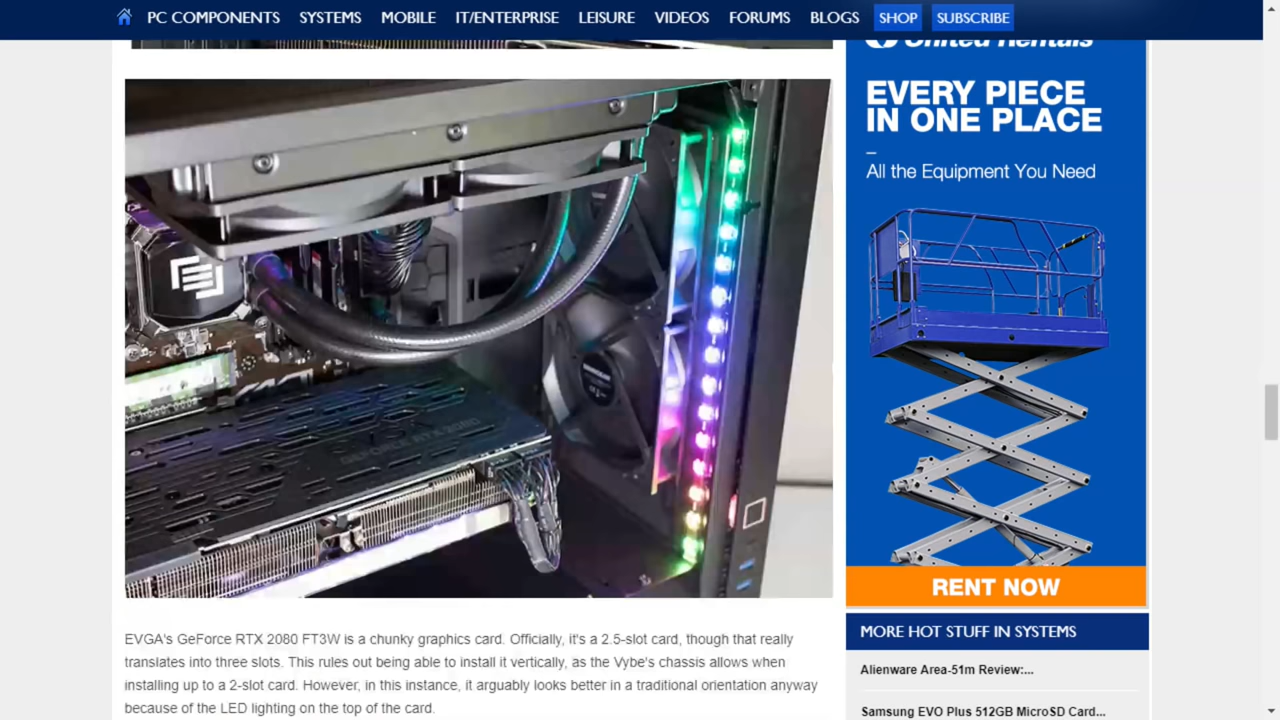 PC COMPONENTS SYSTEMS MOBILE IT/ENTERPRISE LEISURE VIDEOS FORUMS BLOGS SHOP SUBSCRIBE
United Rentals
EVERY PIECE
IN ONE PLACE
All the Equipment You Need
RENT NOW
EVGA's GeForce RTX 2080 FT3W is a chunky graphics card. Officially, it's a 2.5-slot card, though that really
translates into three slots. This rules out being able to install it vertically, as the Vybe's chassis allows when
installing up to a 2-slot card. However, in this instance, it arguably looks better in a traditional orientation anyway
because of the LED lighting on the top of the card.
MORE HOT STUFF IN SYSTEMS
Alienware Area-51m Review:...
Samsung EVO Plus 512GB MicroSD Card...